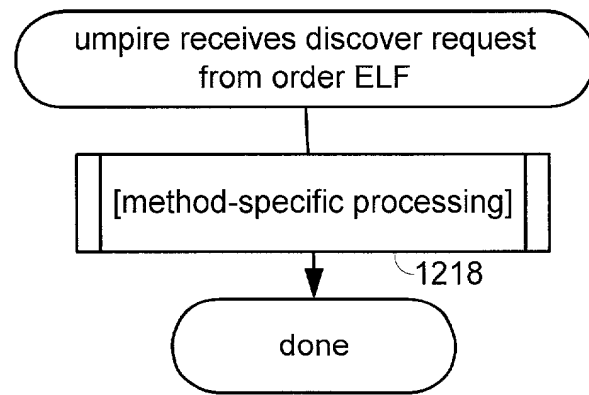 umpire receives discover request
from order ELF
[method-specific processing]
1218
done